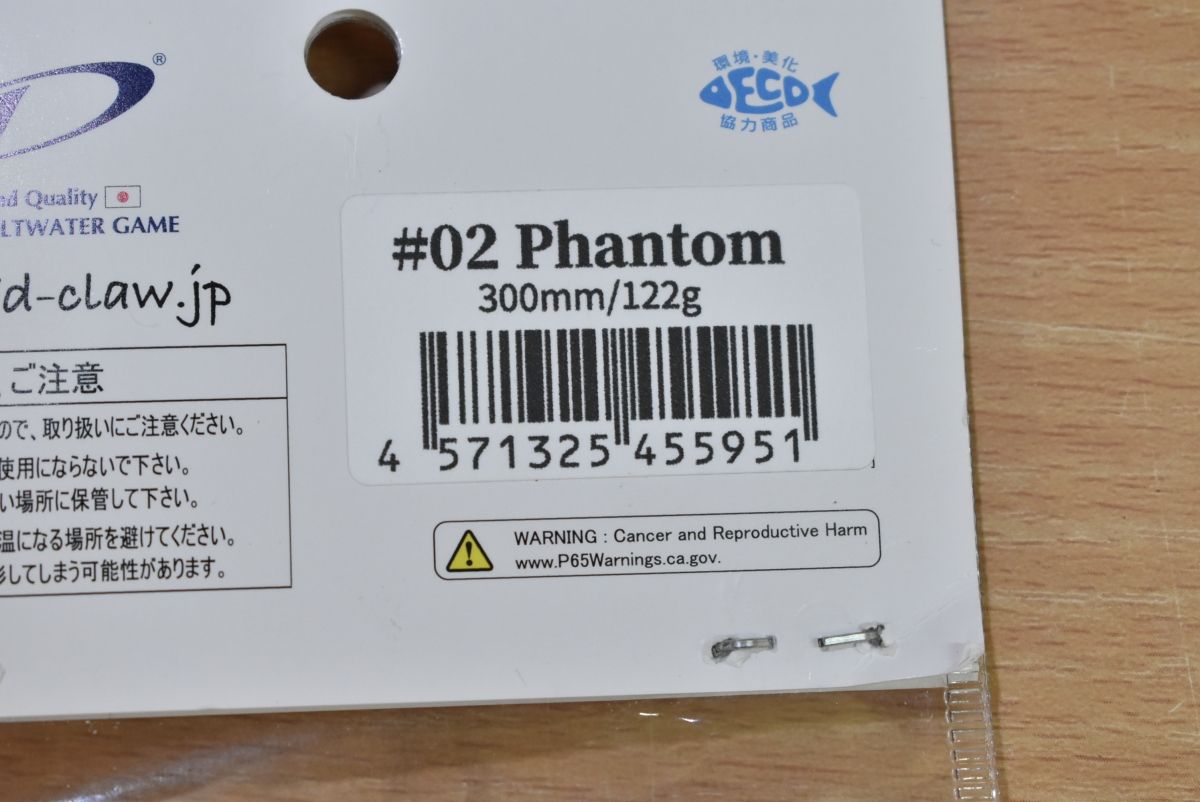 ®
環境・美化
ECO
協力商品
Quality
GAME
d-claw.jp
#02 Phantom
300mm/122g
4 571325 455951
ご注意
ので、取り扱いにご注意ください。
使用にならないで下さい。
い場所に保管して下さい。
温になる場所を避けてください。
してしまう可能性があります。
WARNING : Cancer and Reproductive Harm
www.P65Warnings.ca.gov.